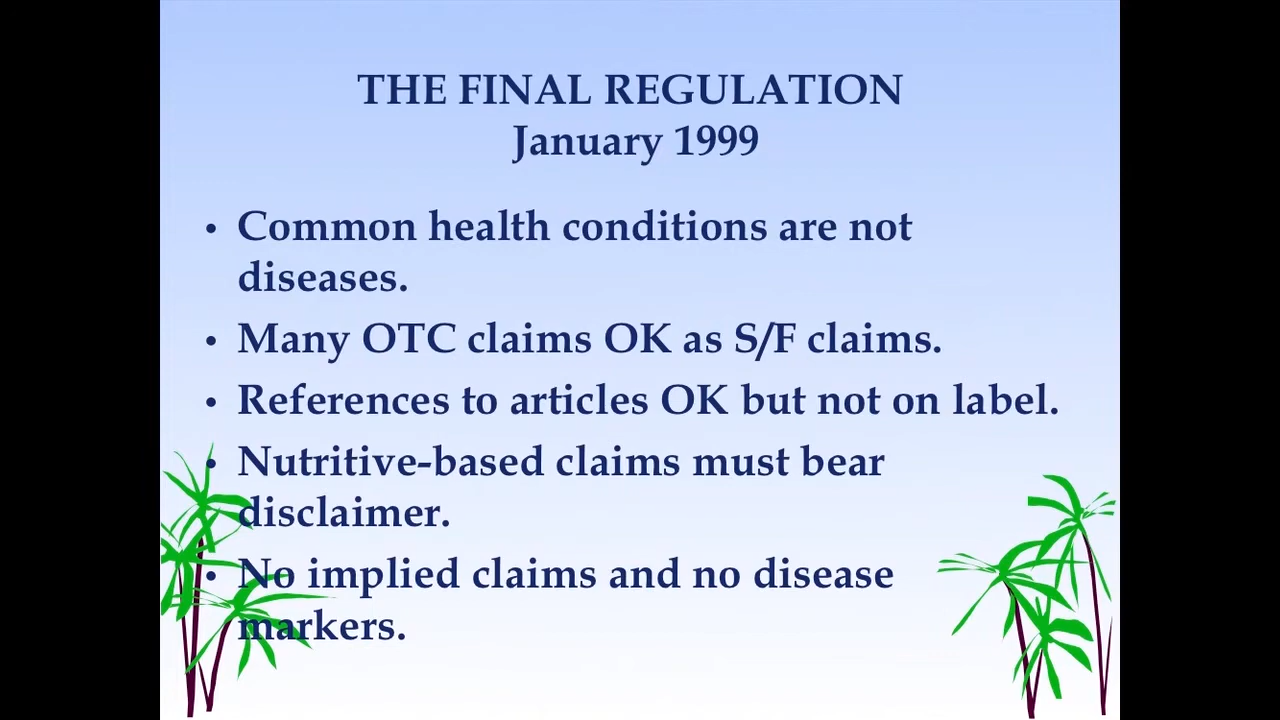 THE FINAL REGULATION
January 1999
• Common health conditions are not
diseases.
• Many OTC claims OK as S/F claims.
• References to articles OK but not on label.
• Nutritive-based claims must bear
disclaimer.
• No implied claims and no disease
markers.